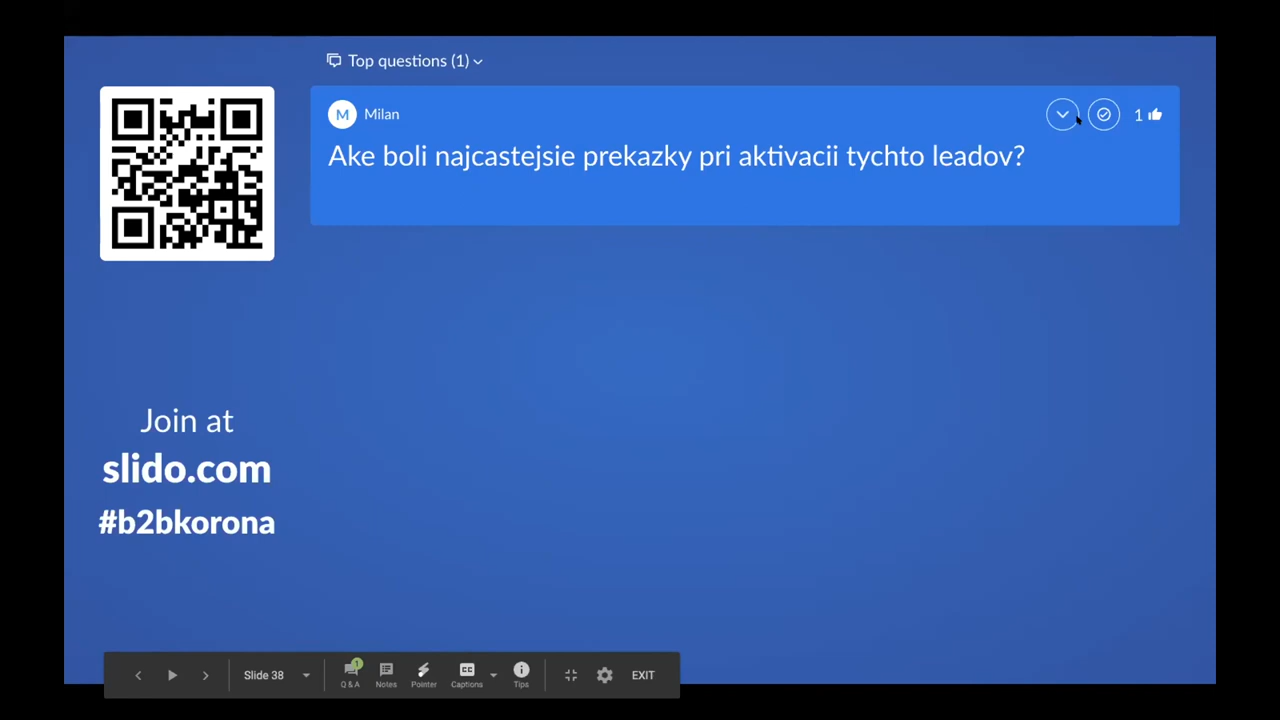 Top questions (1)
M Milan
1
Ake boli najcastejsie prekazky pri aktivacii tychto leadov?
Join at
slido.com
#b2bkorona
Slide 38
1
Q & A Notes Pointer CC Captions Tips
EXIT